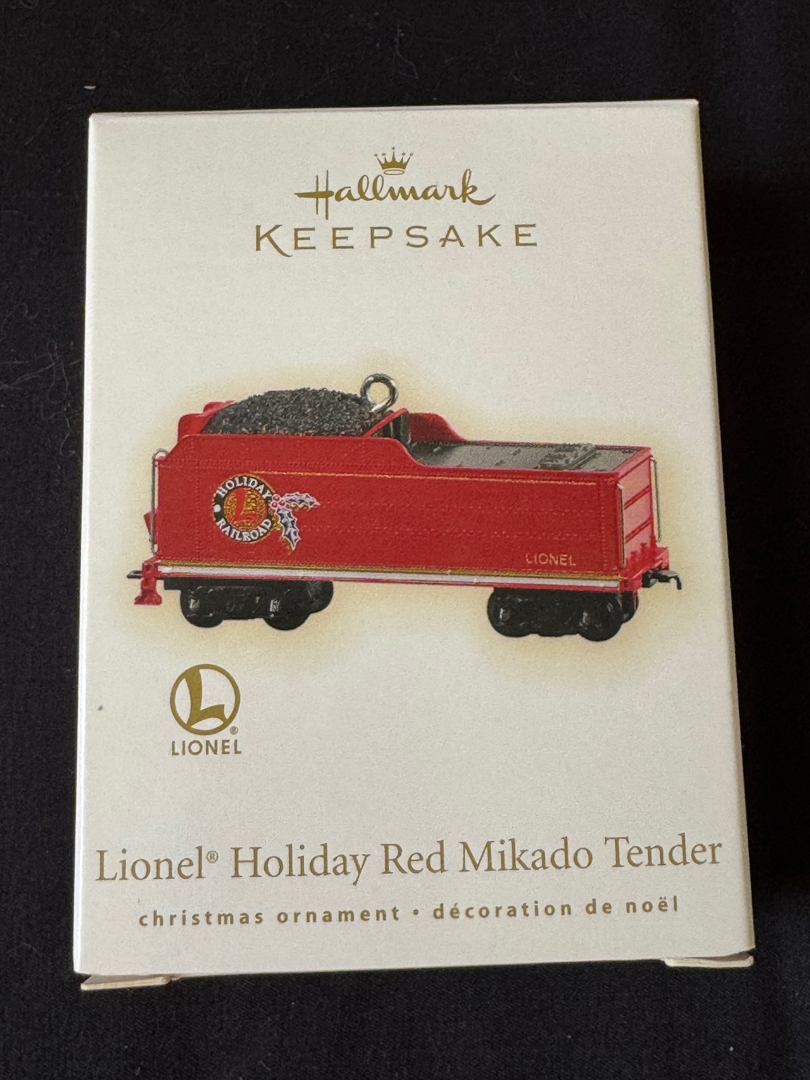 Hallmark
KEEPSAKE
HOLIDAY
L
RAILROAD
LIONEL
L®
LIONEL
Lionel® Holiday Red Mikado Tender
christmas ornament • décoration de noël